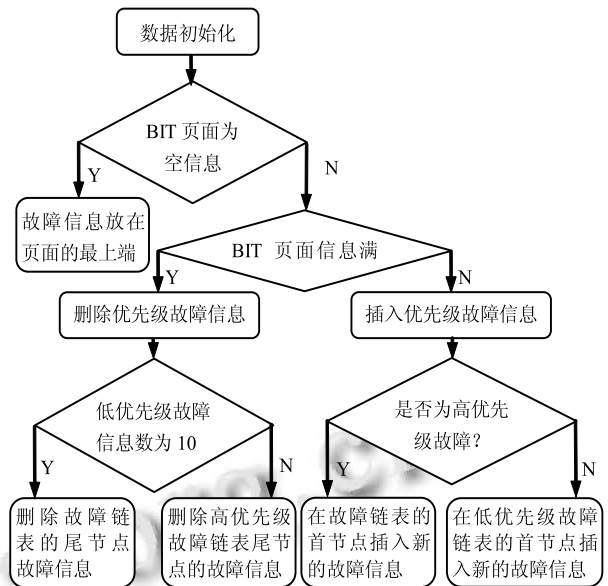 数据初始化
BIT 页面为
空信息
Y
N
故障信息放在
页面的最上端
BIT 页面信息满
Y
N
删除优先级故障信息
插入优先级故障信息
低优先级故障
信息数为 10
是否为高优先
级故障？
Y
N
Y
N
删除故障链
表的尾节点
故障信息
删除高优先级
故障链表尾节
点的故障信息
在故障链表的
首节点插入新
的故障信息
在低优先级故障
链表的首节点插
入新的故障信息